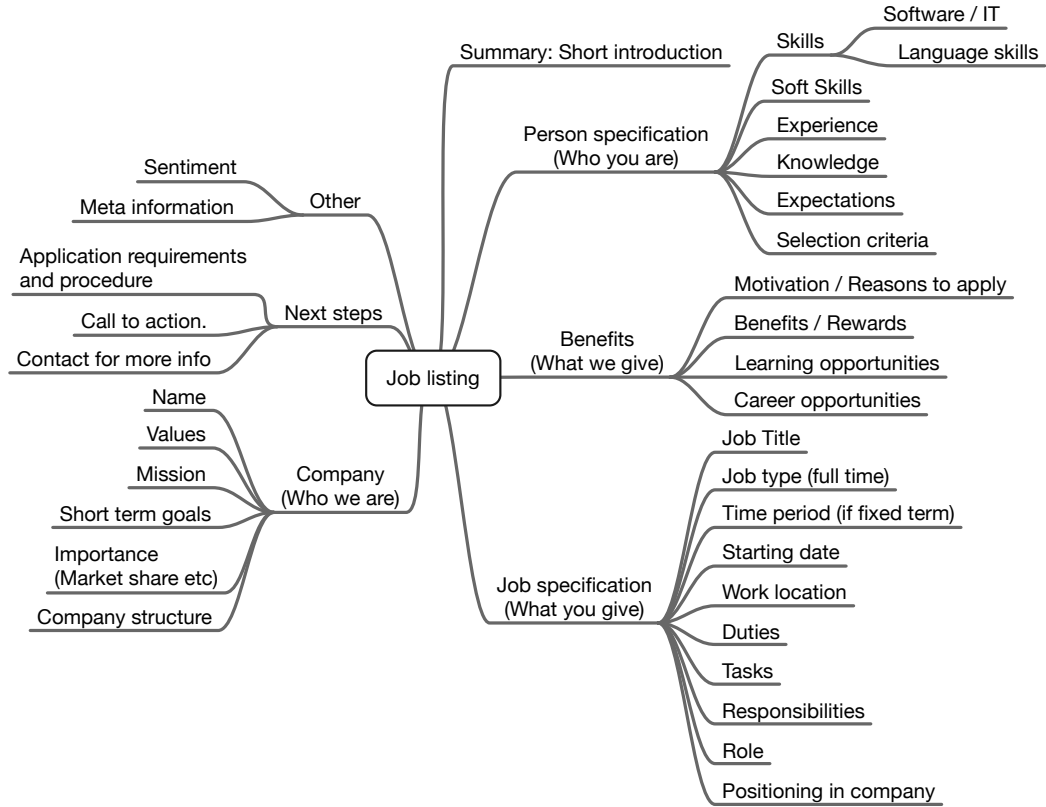 Job listing
Summary: Short introduction
Person specification
(Who you are)
Skills
Software / IT
Language skills
Soft Skills
Experience
Knowledge
Expectations
Selection criteria
Benefits
(What we give)
Motivation / Reasons to apply
Benefits / Rewards
Learning opportunities
Career opportunities
Job specification
(What you give)
Job Title
Job type (full time)
Time period (if fixed term)
Starting date
Work location
Duties
Tasks
Responsibilities
Role
Positioning in company
Other
Sentiment
Meta information
Next steps
Application requirements
and procedure
Call to action.
Contact for more info
Company
(Who we are)
Name
Values
Mission
Short term goals
Importance
(Market share etc)
Company structure